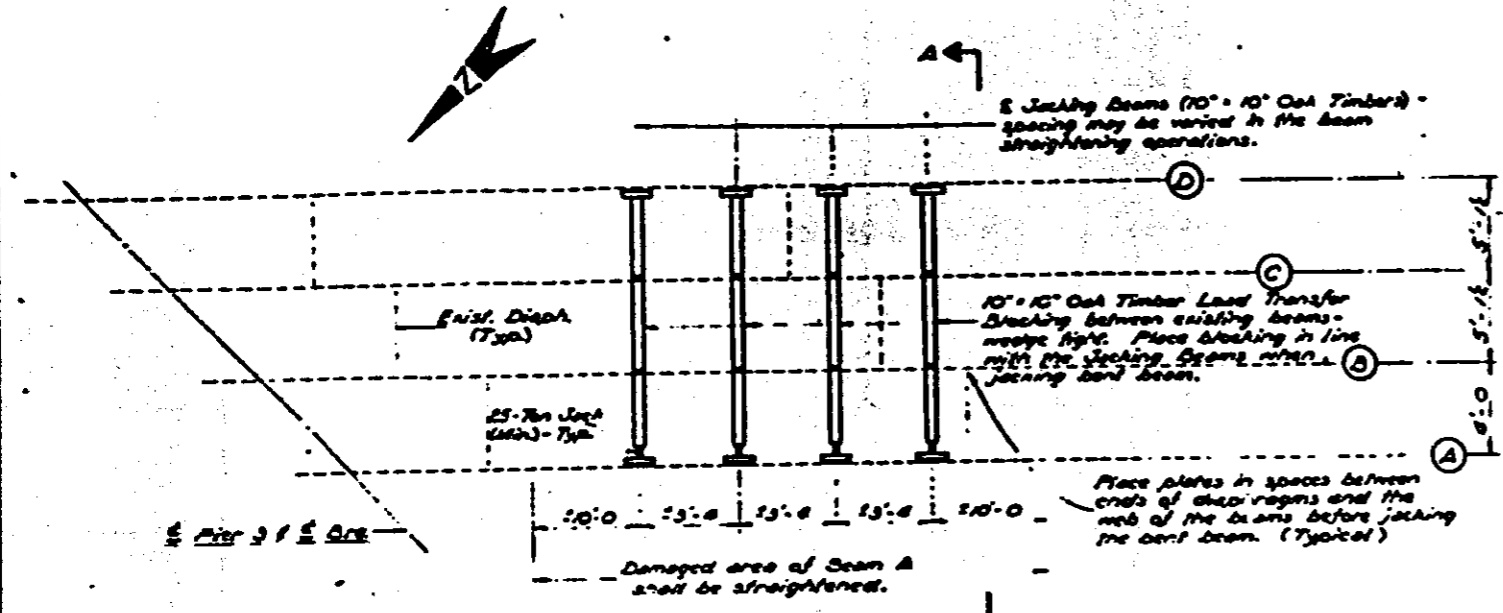 N
A
℄ Jacking Beams (10" × 10" Oak Timbers) -
spacing may be varied in the beam
straightening operations.
D
5'-1½
C
10" × 10" Oak Timber Load Transfer
Blocking between existing beams -
wedge tight. Place blocking in line
with the Jacking Beams when
jacking bent beam.
Exist. Diaph.
(Typ.)
5'-1½
B
25-Ton Jack
(Min) - Typ.
6'-0
A
Place plates in spaces between
ends of diaphragms and the
web of the beams before jacking
the bent beam. (Typical)
±10'-0 ±3'-6 ±3'-6 ±3'-6 ±10'-0
℄ Pier 3 & ℄ Brg
Damaged area of Beam A
shall be straightened.